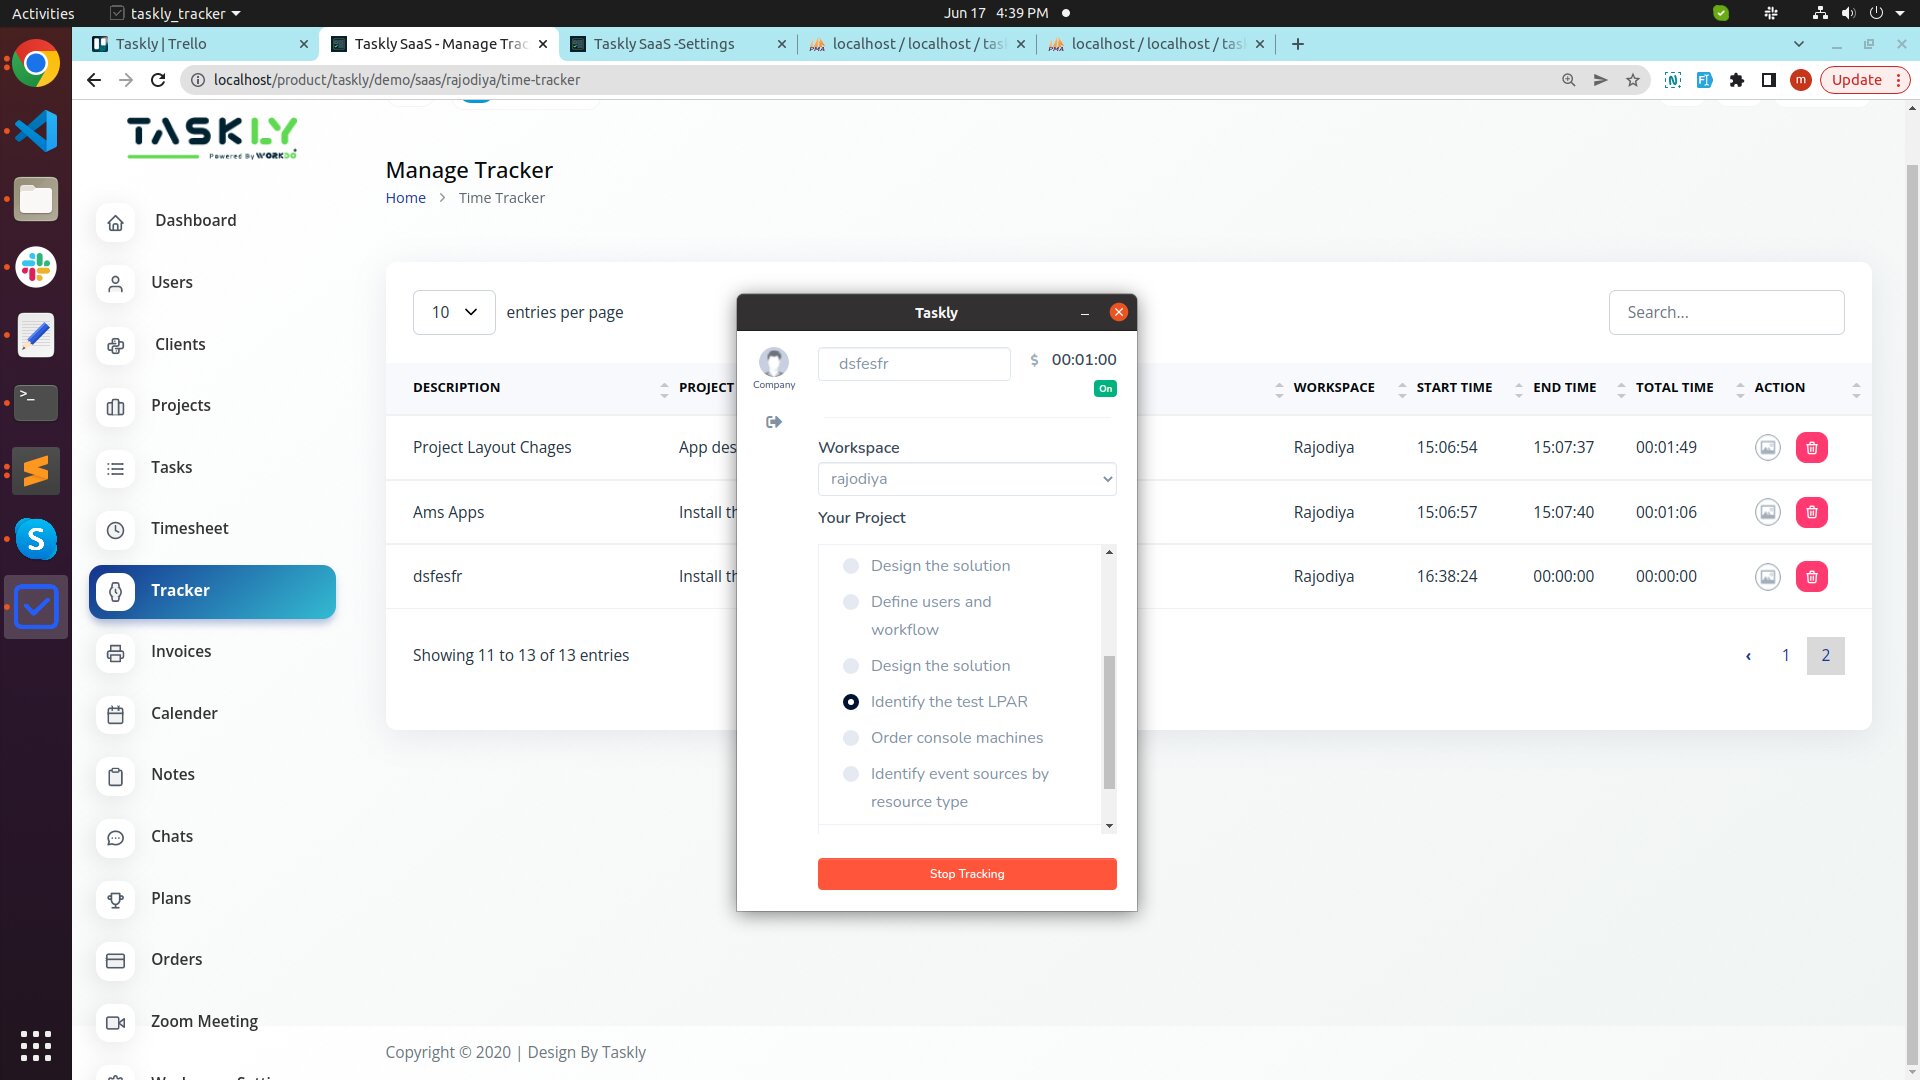 Activities taskly_tracker Jun 17 4:39 PM
Taskly | Trello Taskly SaaS - Manage Trac Taskly SaaS -Settings localhost / localhost / tas localhost / localhost / tas
localhost/product/taskly/demo/saas/rajodiya/time-tracker m Update
TASKLY
Powered By WORKDO
Manage Tracker
Home > Time Tracker
Dashboard
Users
Clients
Projects
Tasks
Timesheet
Tracker
Invoices
Calender
Notes
Chats
Plans
Orders
Zoom Meeting
10 entries per page Search...
DESCRIPTION PROJECT WORKSPACE START TIME END TIME TOTAL TIME ACTION
Project Layout Chages App des Rajodiya 15:06:54 15:07:37 00:01:49
Ams Apps Install th Rajodiya 15:06:57 15:07:40 00:01:06
dsfesfr Install th Rajodiya 16:38:24 00:00:00 00:00:00
Showing 11 to 13 of 13 entries ‹ 1 2
Taskly
Company dsfesfr $ 00:01:00
On
Workspace
rajodiya
Your Project
Design the solution
Define users and
workflow
Design the solution
Identify the test LPAR
Order console machines
Identify event sources by
resource type
Stop Tracking
Copyright © 2020 | Design By Taskly